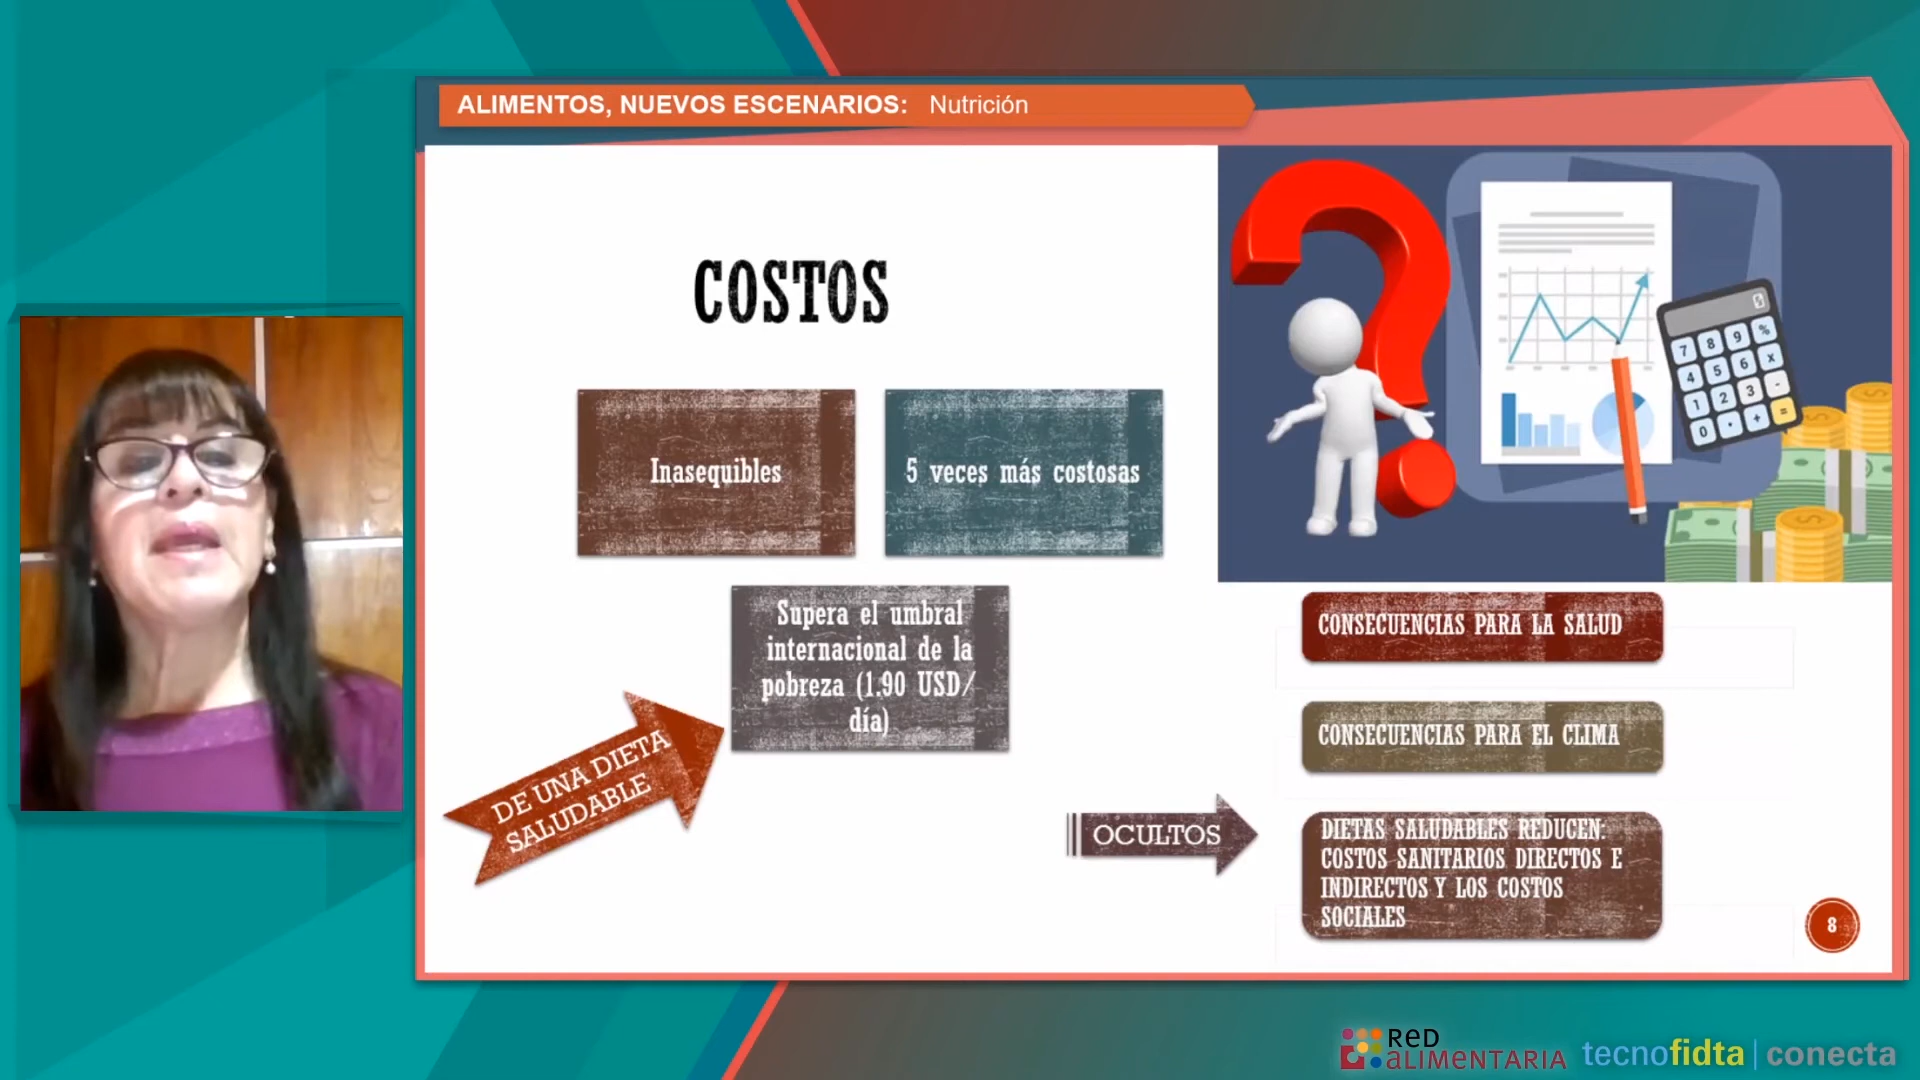 ALIMENTOS, NUEVOS ESCENARIOS: Nutrición
COSTOS
Inasequibles
5 veces más costosas
Supera el umbral
internacional de la
pobreza (1.90 USD/
día)
DE UNA DIETA
SALUDABLE
OCULTOS
CONSECUENCIAS PARA LA SALUD
CONSECUENCIAS PARA EL CLIMA
DIETAS SALUDABLES REDUCEN:
COSTOS SANITARIOS DIRECTOS E
INDIRECTOS Y LOS COSTOS
SOCIALES
0
7 8 9 %
4 5 6 x
1 2 3 -
0 . + =
8
ReD
aLIMeNTARIA
tecnofidta | conecta